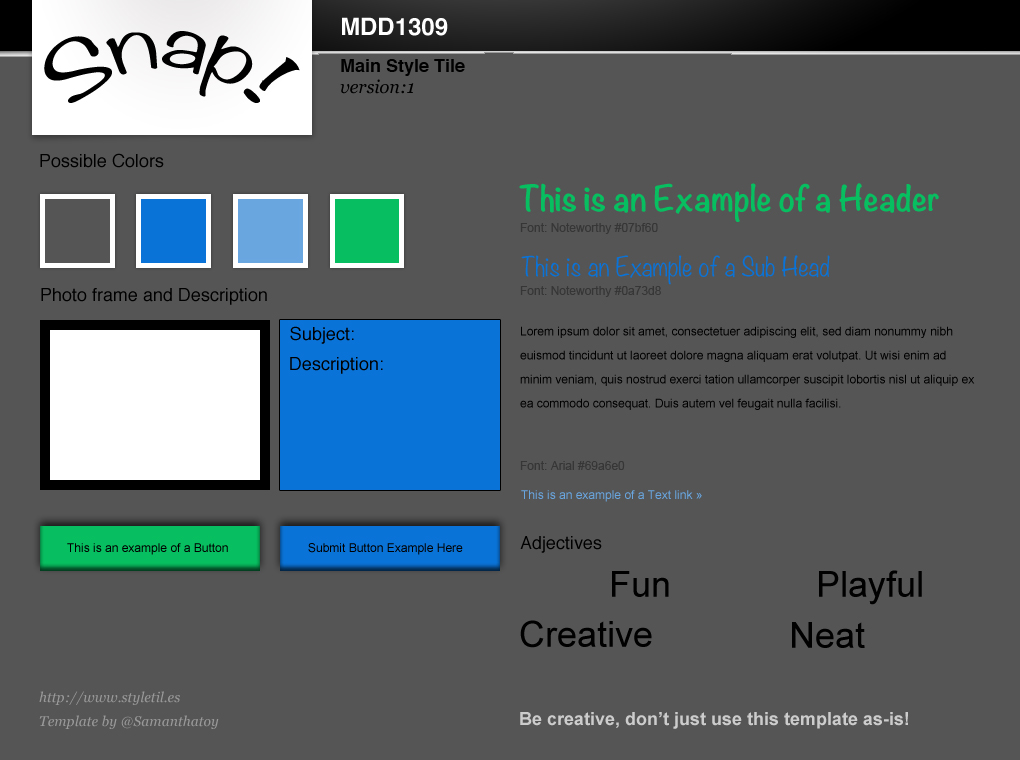 Snap!
MDD1309
Main Style Tile
version:1
Possible Colors
Photo frame and Description
Subject:
Description:
This is an example of a Button
Submit Button Example Here
http://www.styletil.es
Template by @Samanthatoy
This is an Example of a Header
Font: Noteworthy #07bf60
This is an Example of a Sub Head
Font: Noteworthy #0a73d8
Lorem ipsum dolor sit amet, consectetuer adipiscing elit, sed diam nonummy nibh
euismod tincidunt ut laoreet dolore magna aliquam erat volutpat. Ut wisi enim ad
minim veniam, quis nostrud exerci tation ullamcorper suscipit lobortis nisl ut aliquip ex
ea commodo consequat. Duis autem vel feugait nulla facilisi.
Font: Arial #69a6e0
This is an example of a Text link »
Adjectives
Fun Playful
Creative Neat
Be creative, don’t just use this template as-is!